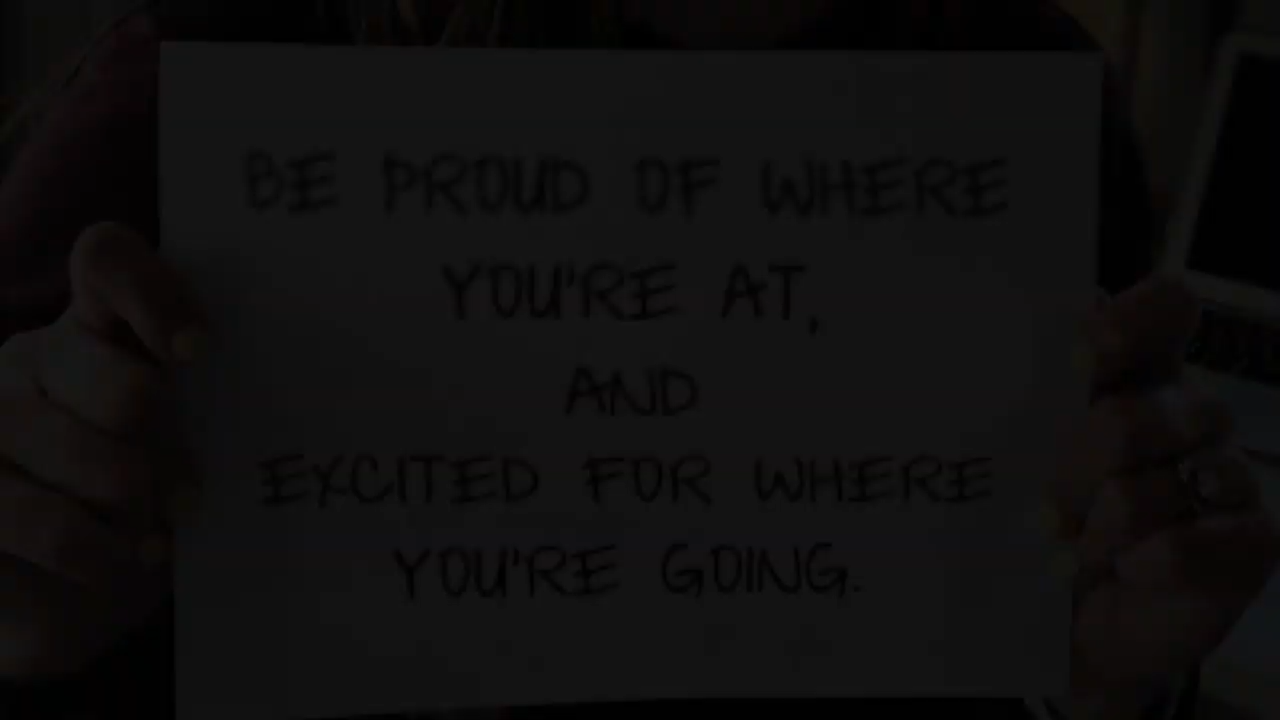 BE PROUD OF WHERE
YOU'RE AT,
AND
EXCITED FOR WHERE
YOU'RE GOING.